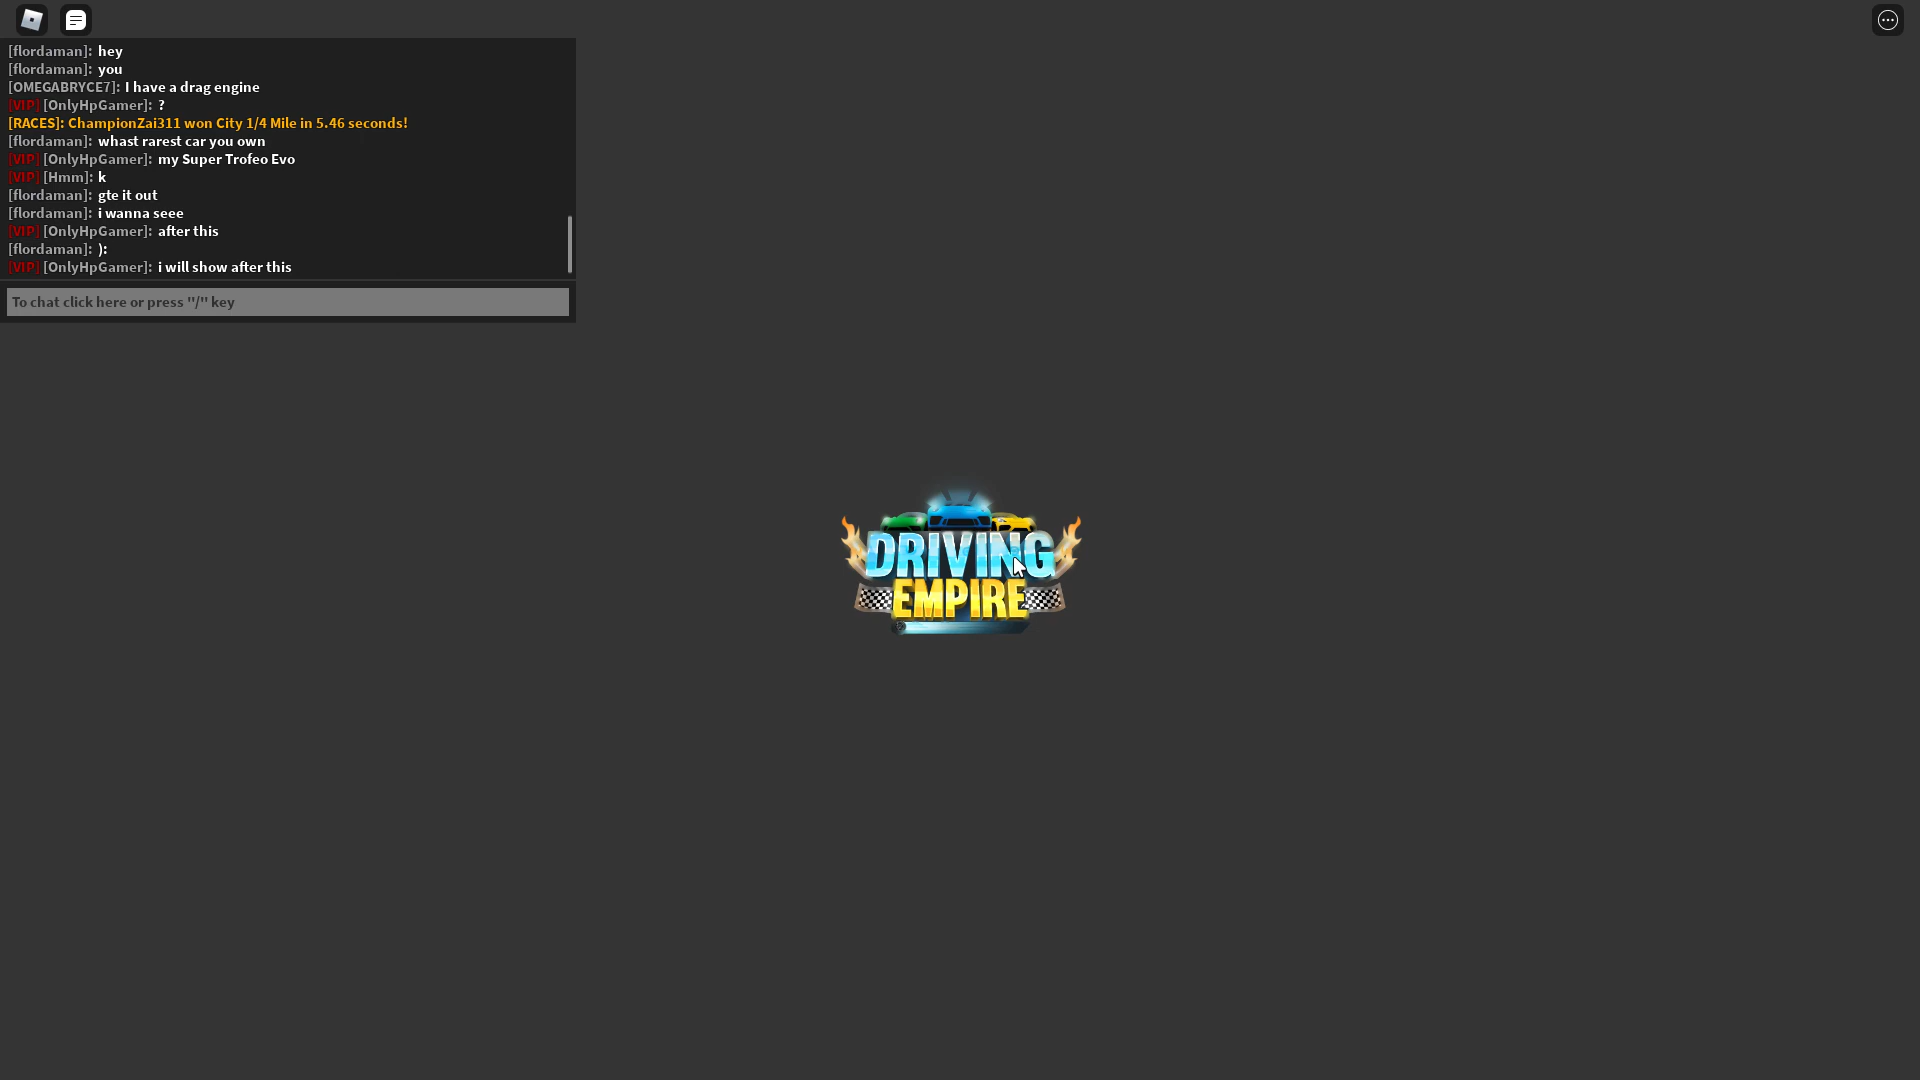 [flordaman]: hey
[flordaman]: you
[OMEGABRYCE7]: I have a drag engine
[VIP] [OnlyHpGamer]: ?
[RACES]: ChampionZai311 won City 1/4 Mile in 5.46 seconds!
[flordaman]: whast rarest car you own
[VIP] [OnlyHpGamer]: my Super Trofeo Evo
[VIP] [Hmm]: k
[flordaman]: gte it out
[flordaman]: i wanna seee
[VIP] [OnlyHpGamer]: after this
[flordaman]: ):
[VIP] [OnlyHpGamer]: i will show after this
To chat click here or press "/" key
DRIVING
EMPIRE